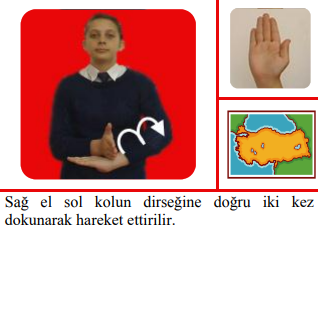 Sağ el sol kolun dirseğine doğru iki kez
dokunarak hareket ettirilir.